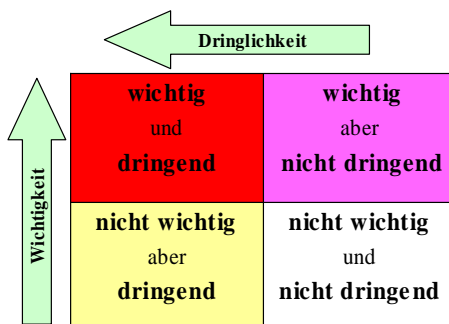 Dringlichkeit
Wichtigkeit
wichtig
und
dringend
wichtig
aber
nicht dringend
nicht wichtig
aber
dringend
nicht wichtig
und
nicht dringend